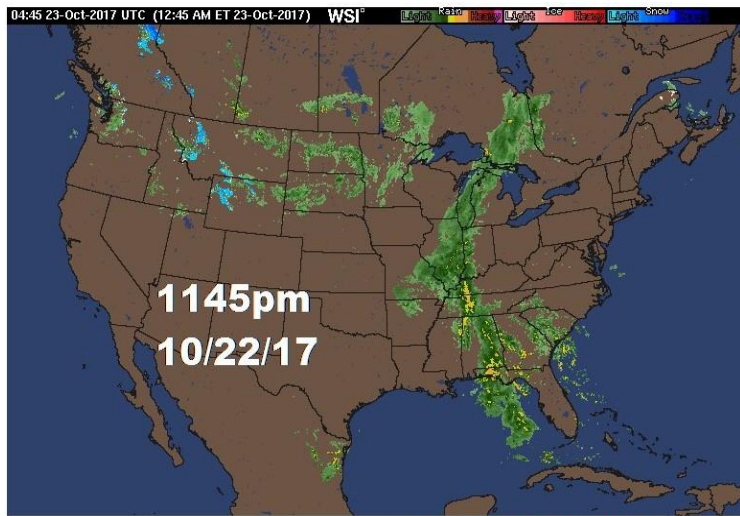 04:45 23-Oct-2017 UTC (12:45 AM ET 23-Oct-2017) WSI Light Rain Heavy Light Ice Heavy Light Snow Heavy
1145pm
10/22/17